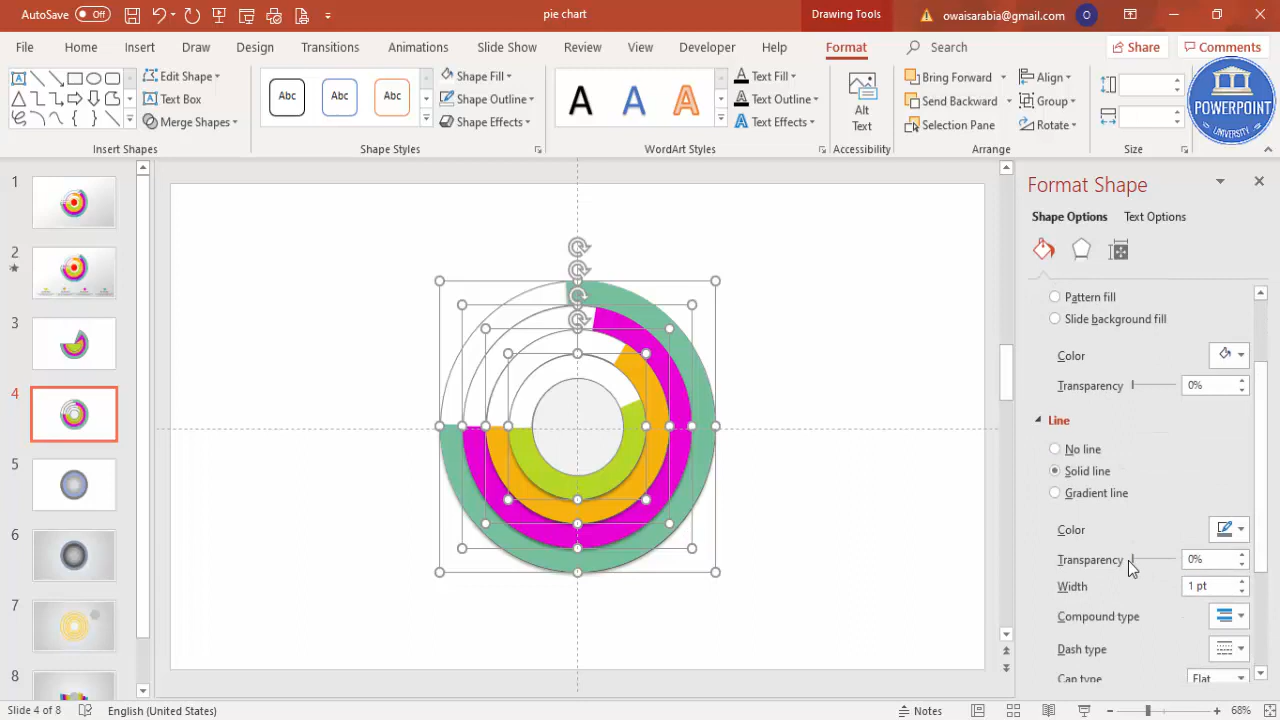 AutoSave Off pie chart Drawing Tools owaisarabia@gmail.com O
File Home Insert Draw Design Transitions Animations Slide Show Review View Developer Help Format Search Share Comments
Edit Shape
Text Box
Merge Shapes
Insert Shapes
Abc Abc Abc
Shape Fill
Shape Outline
Shape Effects
Shape Styles
A A A
Text Fill
Text Outline
Text Effects
WordArt Styles
Alt
Text
Accessibility
Bring Forward
Send Backward
Selection Pane
Align
Group
Rotate
Arrange
Size
POWERPOINT
UNIVERSITY
1
2
3
4
5
6
7
8
Format Shape
Shape Options Text Options
Pattern fill
Slide background fill
Color
Transparency 0%
Line
No line
Solid line
Gradient line
Color
Transparency 0%
Width 1 pt
Compound type
Dash type
Cap type Flat
Slide 4 of 8 English (United States) Notes 68%